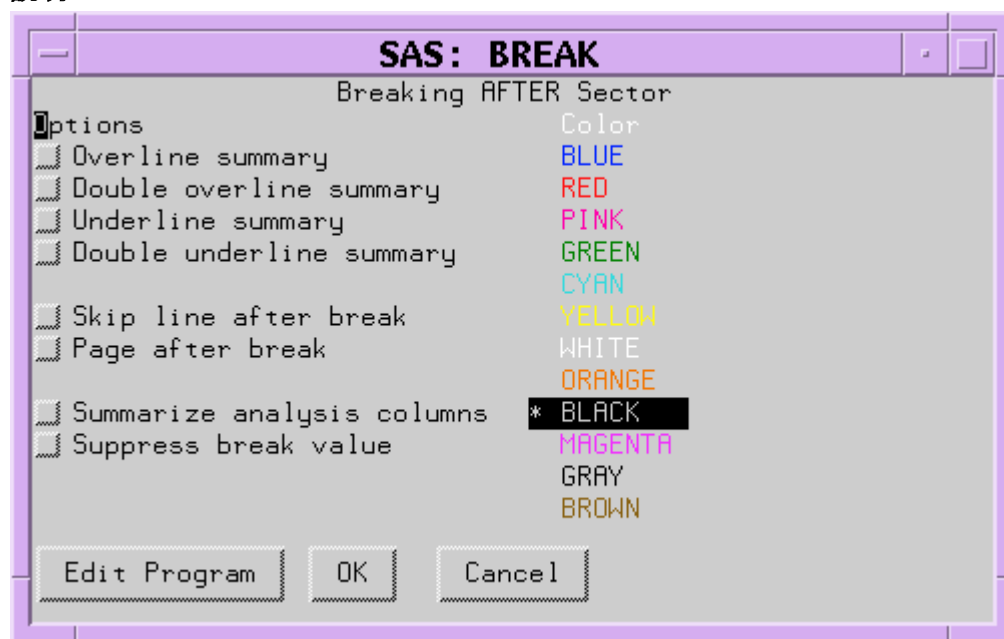 SAS: BREAK
Breaking AFTER Sector
Options Color
Overline summary BLUE
Double overline summary RED
Underline summary PINK
Double underline summary GREEN
CYAN
Skip line after break YELLOW
Page after break WHITE
ORANGE
Summarize analysis columns * BLACK
Suppress break value MAGENTA
GRAY
BROWN
Edit Program OK Cancel